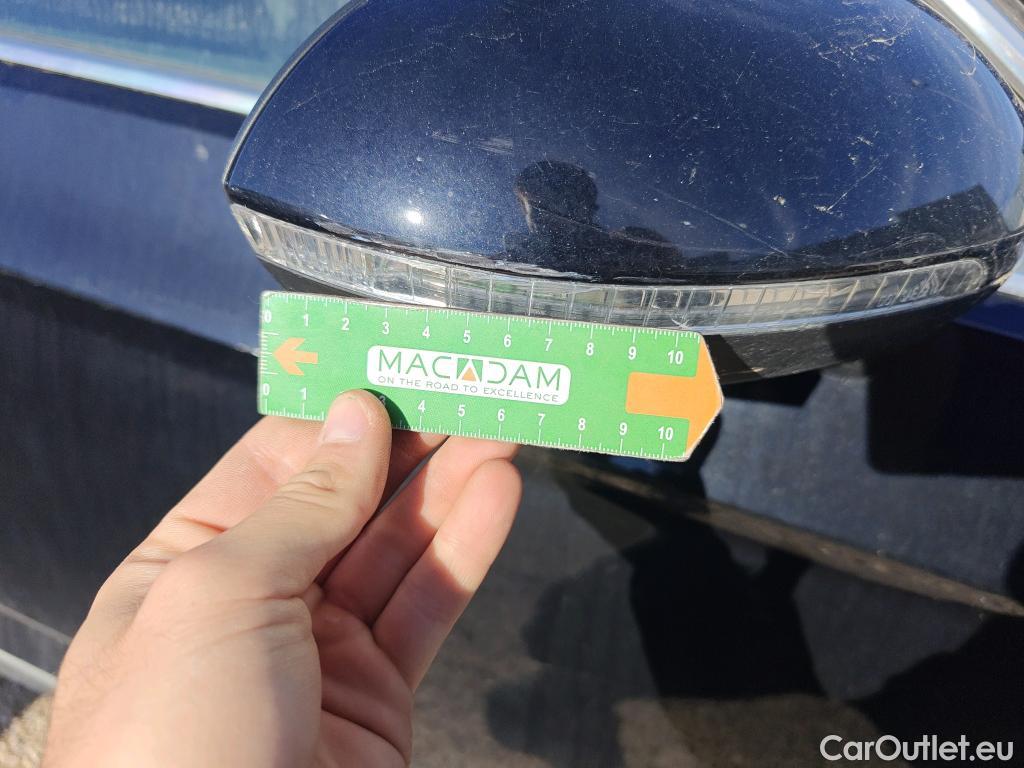 0 1 2 3 4 5 6 7 8 9 10
MACADAM
ON THE ROAD TO EXCELLENCE
0 1 3 4 5 6 7 8 9 10
CarOutlet.eu